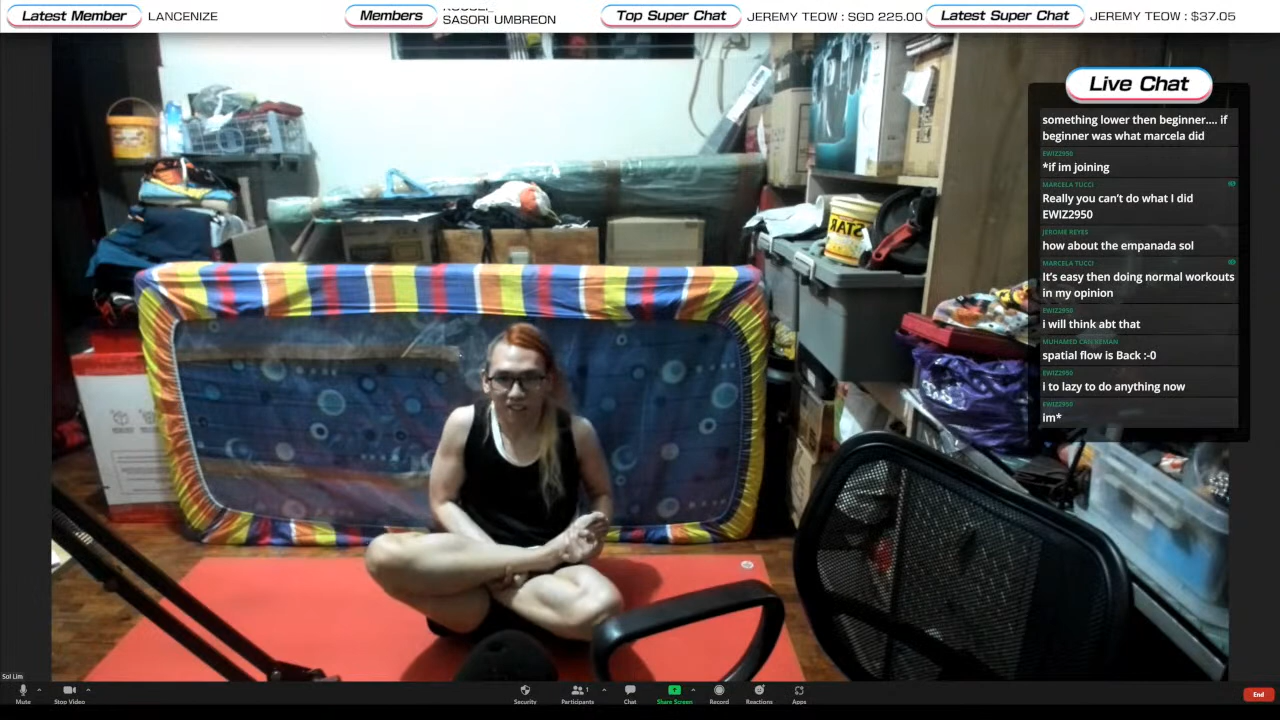 Latest Member
LANCENIZE
Members
SASORI UMBREON
Top Super Chat
JEREMY TEOW : SGD 225.00
Latest Super Chat
JEREMY TEOW : $37.05
Live Chat
something lower then beginner.... if
beginner was what marcela did
EWIZ2950
*if im joining
MARCELA TUCCI
Really you can't do what I did
EWIZ2950
JEROME REYES
how about the empanada sol
MARCELA TUCCI
It's easy then doing normal workouts
in my opinion
EWIZ2950
i will think abt that
MUHAMED CAN NEMAN
spatial flow is Back :-0
EWIZ2950
i to lazy to do anything now
EWIZ2950
im*
STAR
Sol Lim
Mute
Stop Video
Security
Participants
1
Chat
Share Screen
Record
Reactions
Apps
End